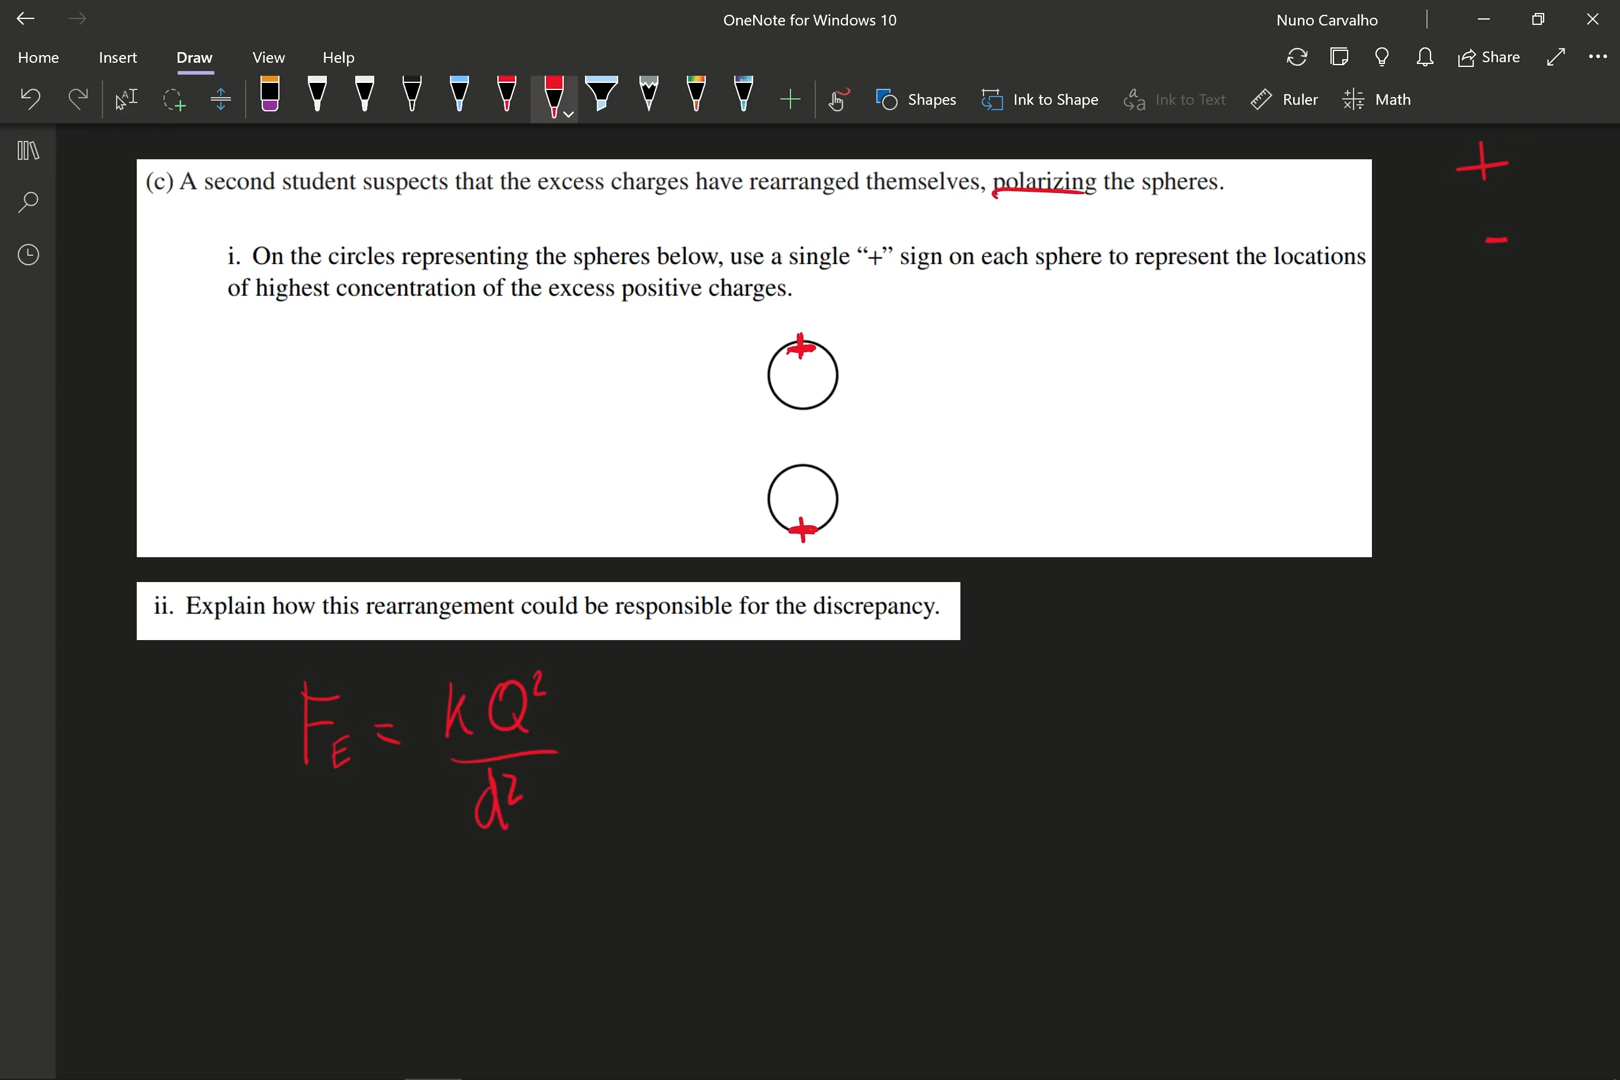 OneNote for Windows 10
Nuno Carvalho
Home Insert Draw View Help
Share
Shapes Ink to Shape Ink to Text Ruler Math
(c) A second student suspects that the excess charges have rearranged themselves, polarizing the spheres.
+
-
i. On the circles representing the spheres below, use a single “+” sign on each sphere to represent the locations
of highest concentration of the excess positive charges.
+
+
ii. Explain how this rearrangement could be responsible for the discrepancy.
F_E = kQ²
d²